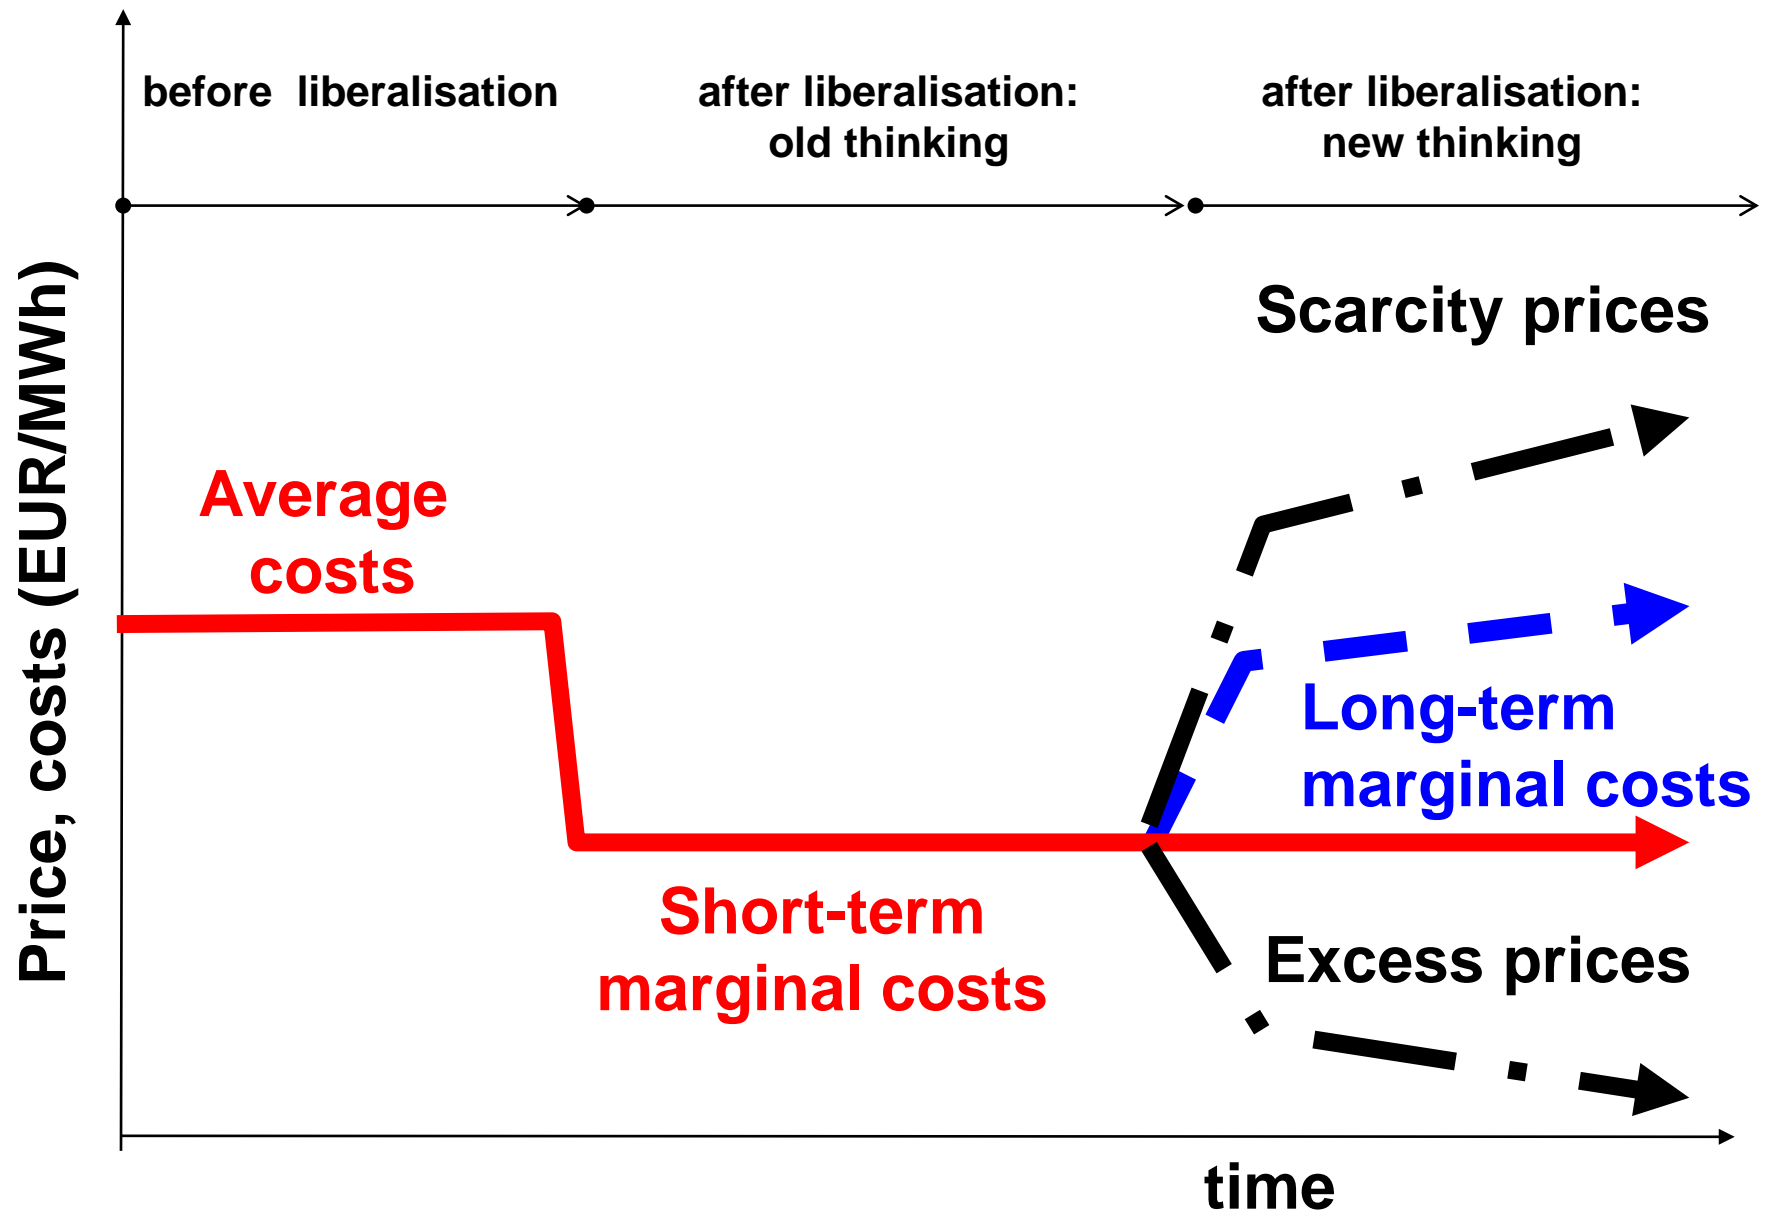 before liberalisation
after liberalisation:
old thinking
after liberalisation:
new thinking
Price, costs (EUR/MWh)
Scarcity prices
Average
costs
Long-term
marginal costs
Short-term
marginal costs
Excess prices
time